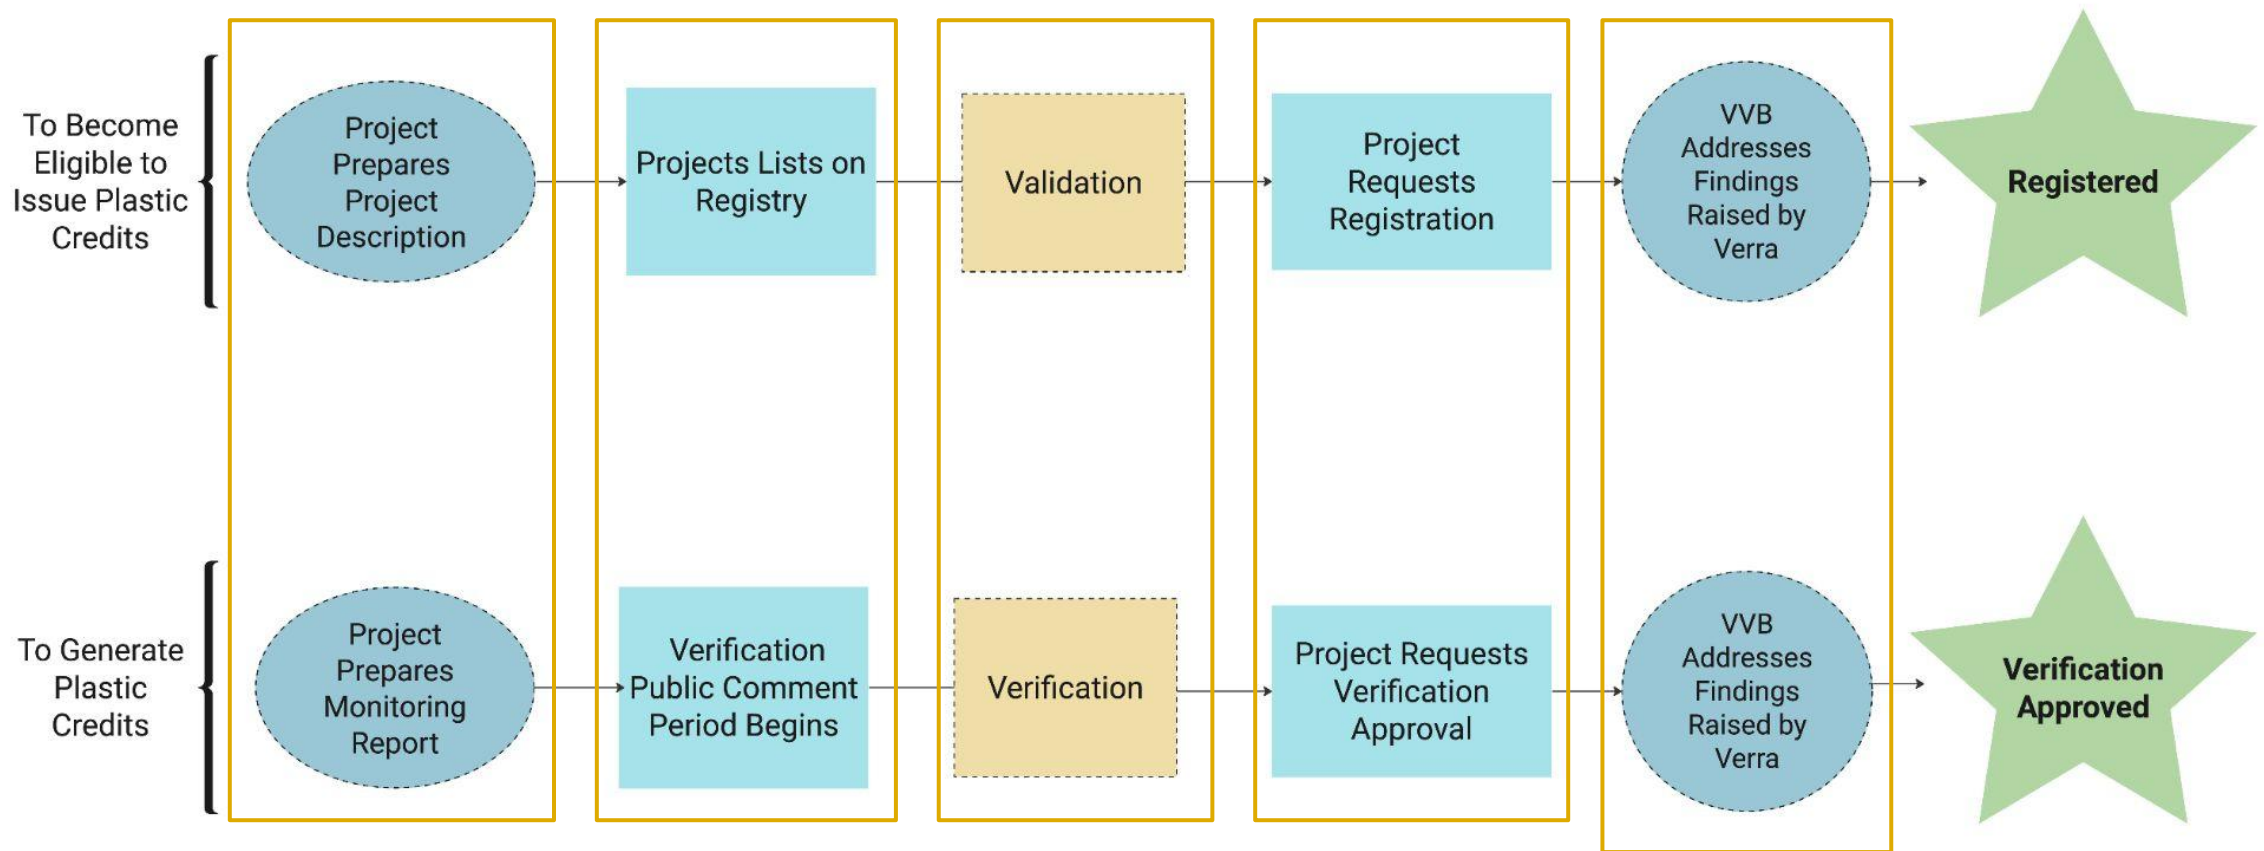 To Become
Eligible to
Issue Plastic
Credits
Project
Prepares
Project
Description
Projects Lists on
Registry
Validation
Project
Requests
Registration
VVB
Addresses
Findings
Raised by
Verra
Registered
To Generate
Plastic
Credits
Project
Prepares
Monitoring
Report
Verification
Public Comment
Period Begins
Verification
Project Requests
Verification
Approval
VVB
Addresses
Findings
Raised by
Verra
Verification
Approved